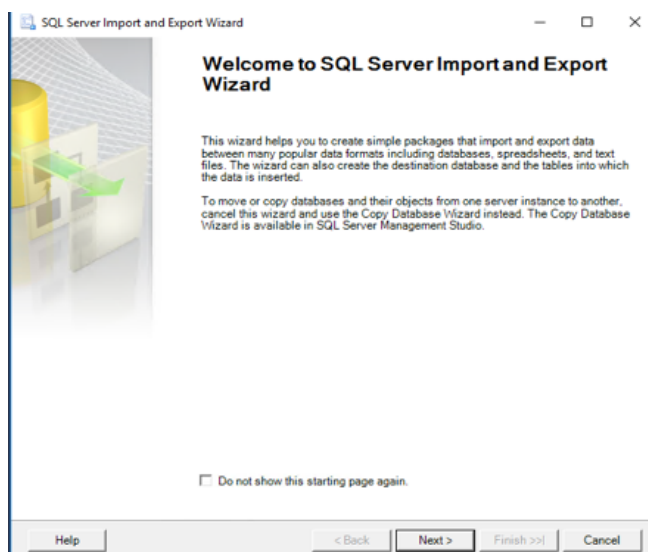 SQL Server Import and Export Wizard
Welcome to SQL Server Import and Export
Wizard
This wizard helps you to create simple packages that import and export data
between many popular data formats including databases, spreadsheets, and text
files. The wizard can also create the destination database and the tables into which
the data is inserted.
To move or copy databases and their objects from one server instance to another,
cancel this wizard and use the Copy Database Wizard instead. The Copy Database
Wizard is available in SQL Server Management Studio.
Do not show this starting page again.
Help < Back Next > Finish >>| Cancel